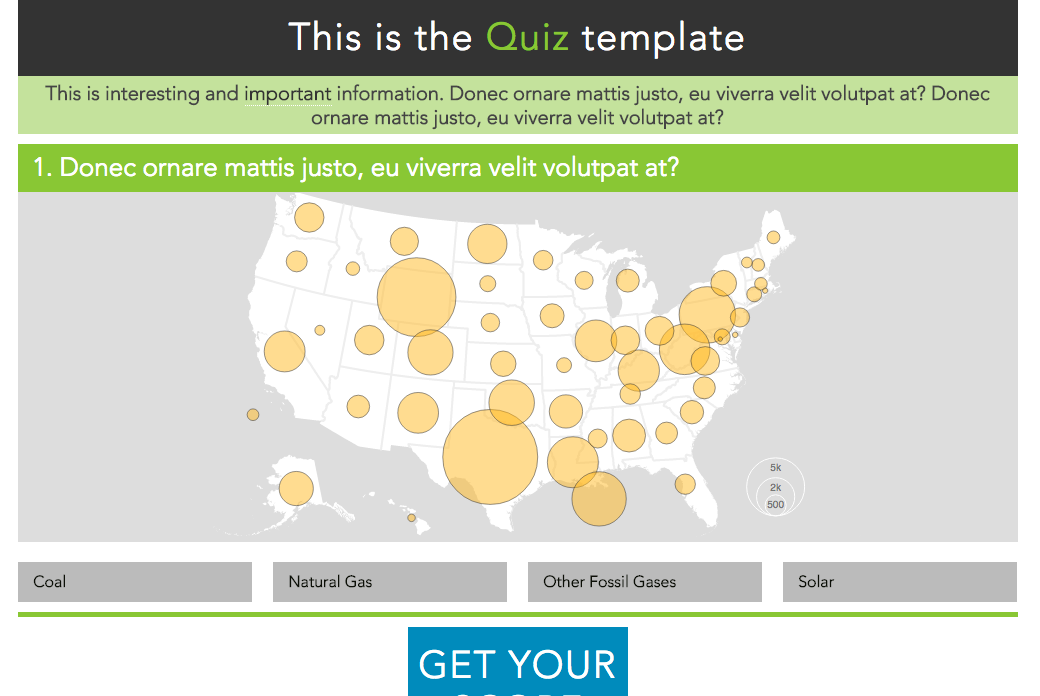 This is the Quiz template
This is interesting and important information. Donec ornare mattis justo, eu viverra velit volutpat at? Donec
ornare mattis justo, eu viverra velit volutpat at?
1. Donec ornare mattis justo, eu viverra velit volutpat at?
5k
2k
500
Coal
Natural Gas
Other Fossil Gases
Solar
GET YOUR